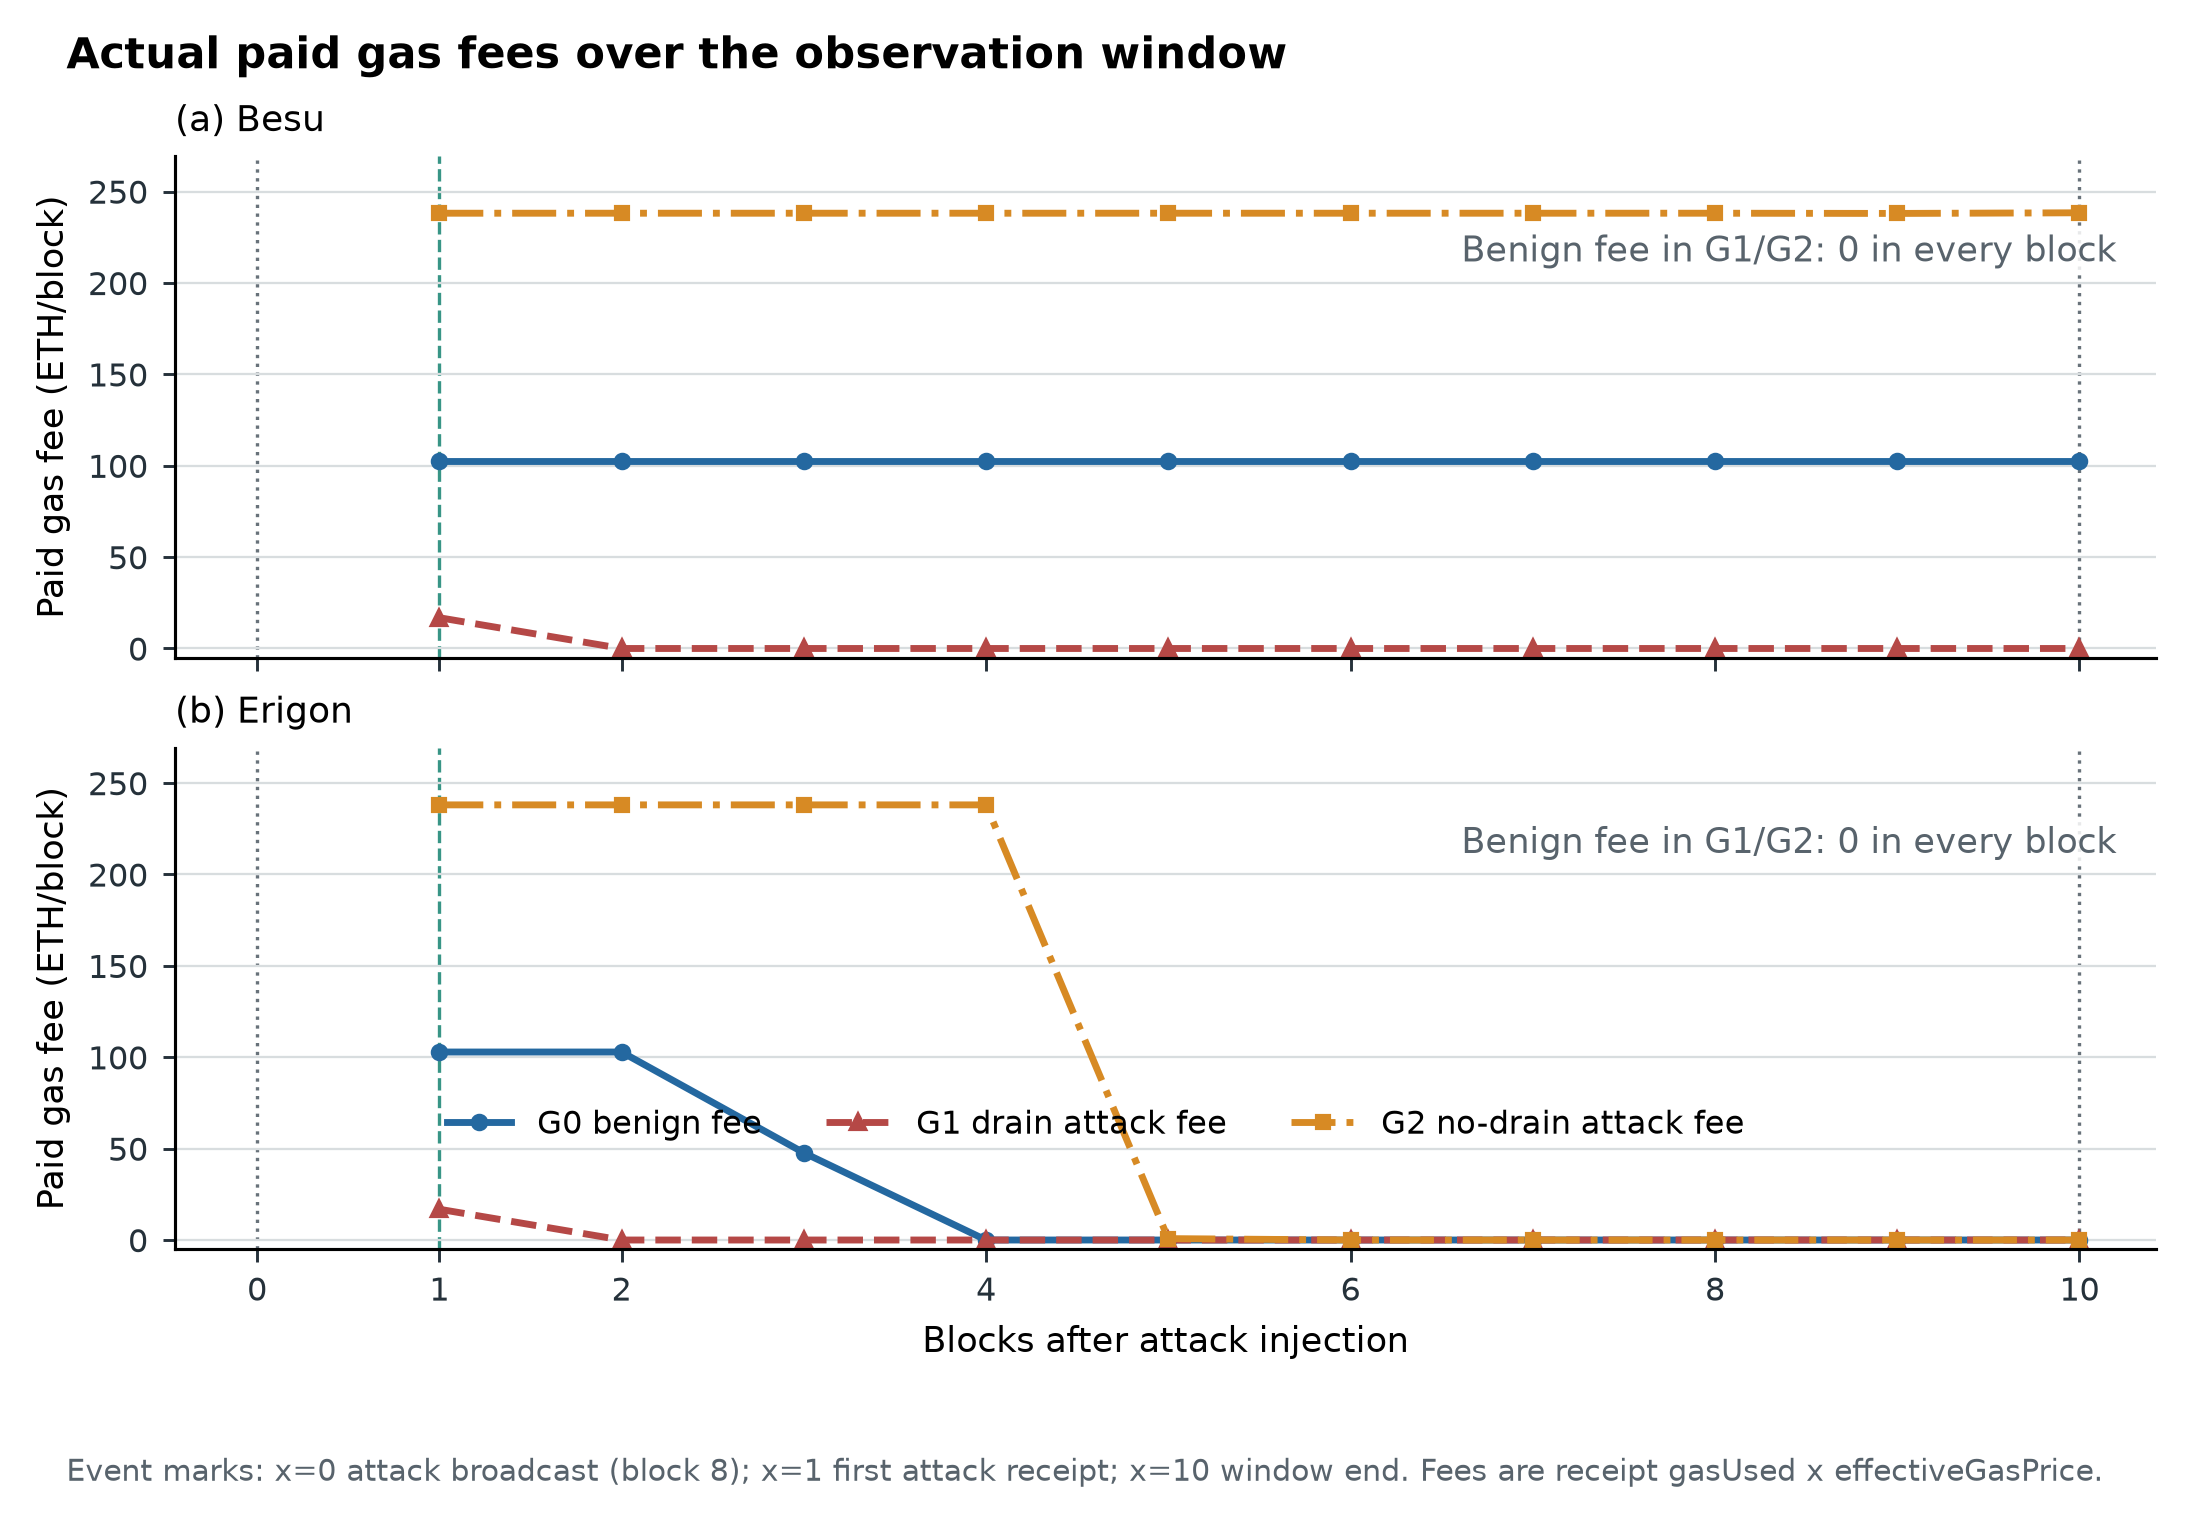 Actual paid gas fees over the observation window
(a) Besu
Paid gas fee (ETH/block)
250
200
150
100
50
0
Benign fee in G1/G2: 0 in every block
(b) Erigon
Paid gas fee (ETH/block)
250
200
150
100
50
0
Benign fee in G1/G2: 0 in every block
G0 benign fee
G1 drain attack fee
G2 no-drain attack fee
0 1 2 4 6 8 10
Blocks after attack injection
Event marks: x=0 attack broadcast (block 8); x=1 first attack receipt; x=10 window end. Fees are receipt gasUsed x effectiveGasPrice.